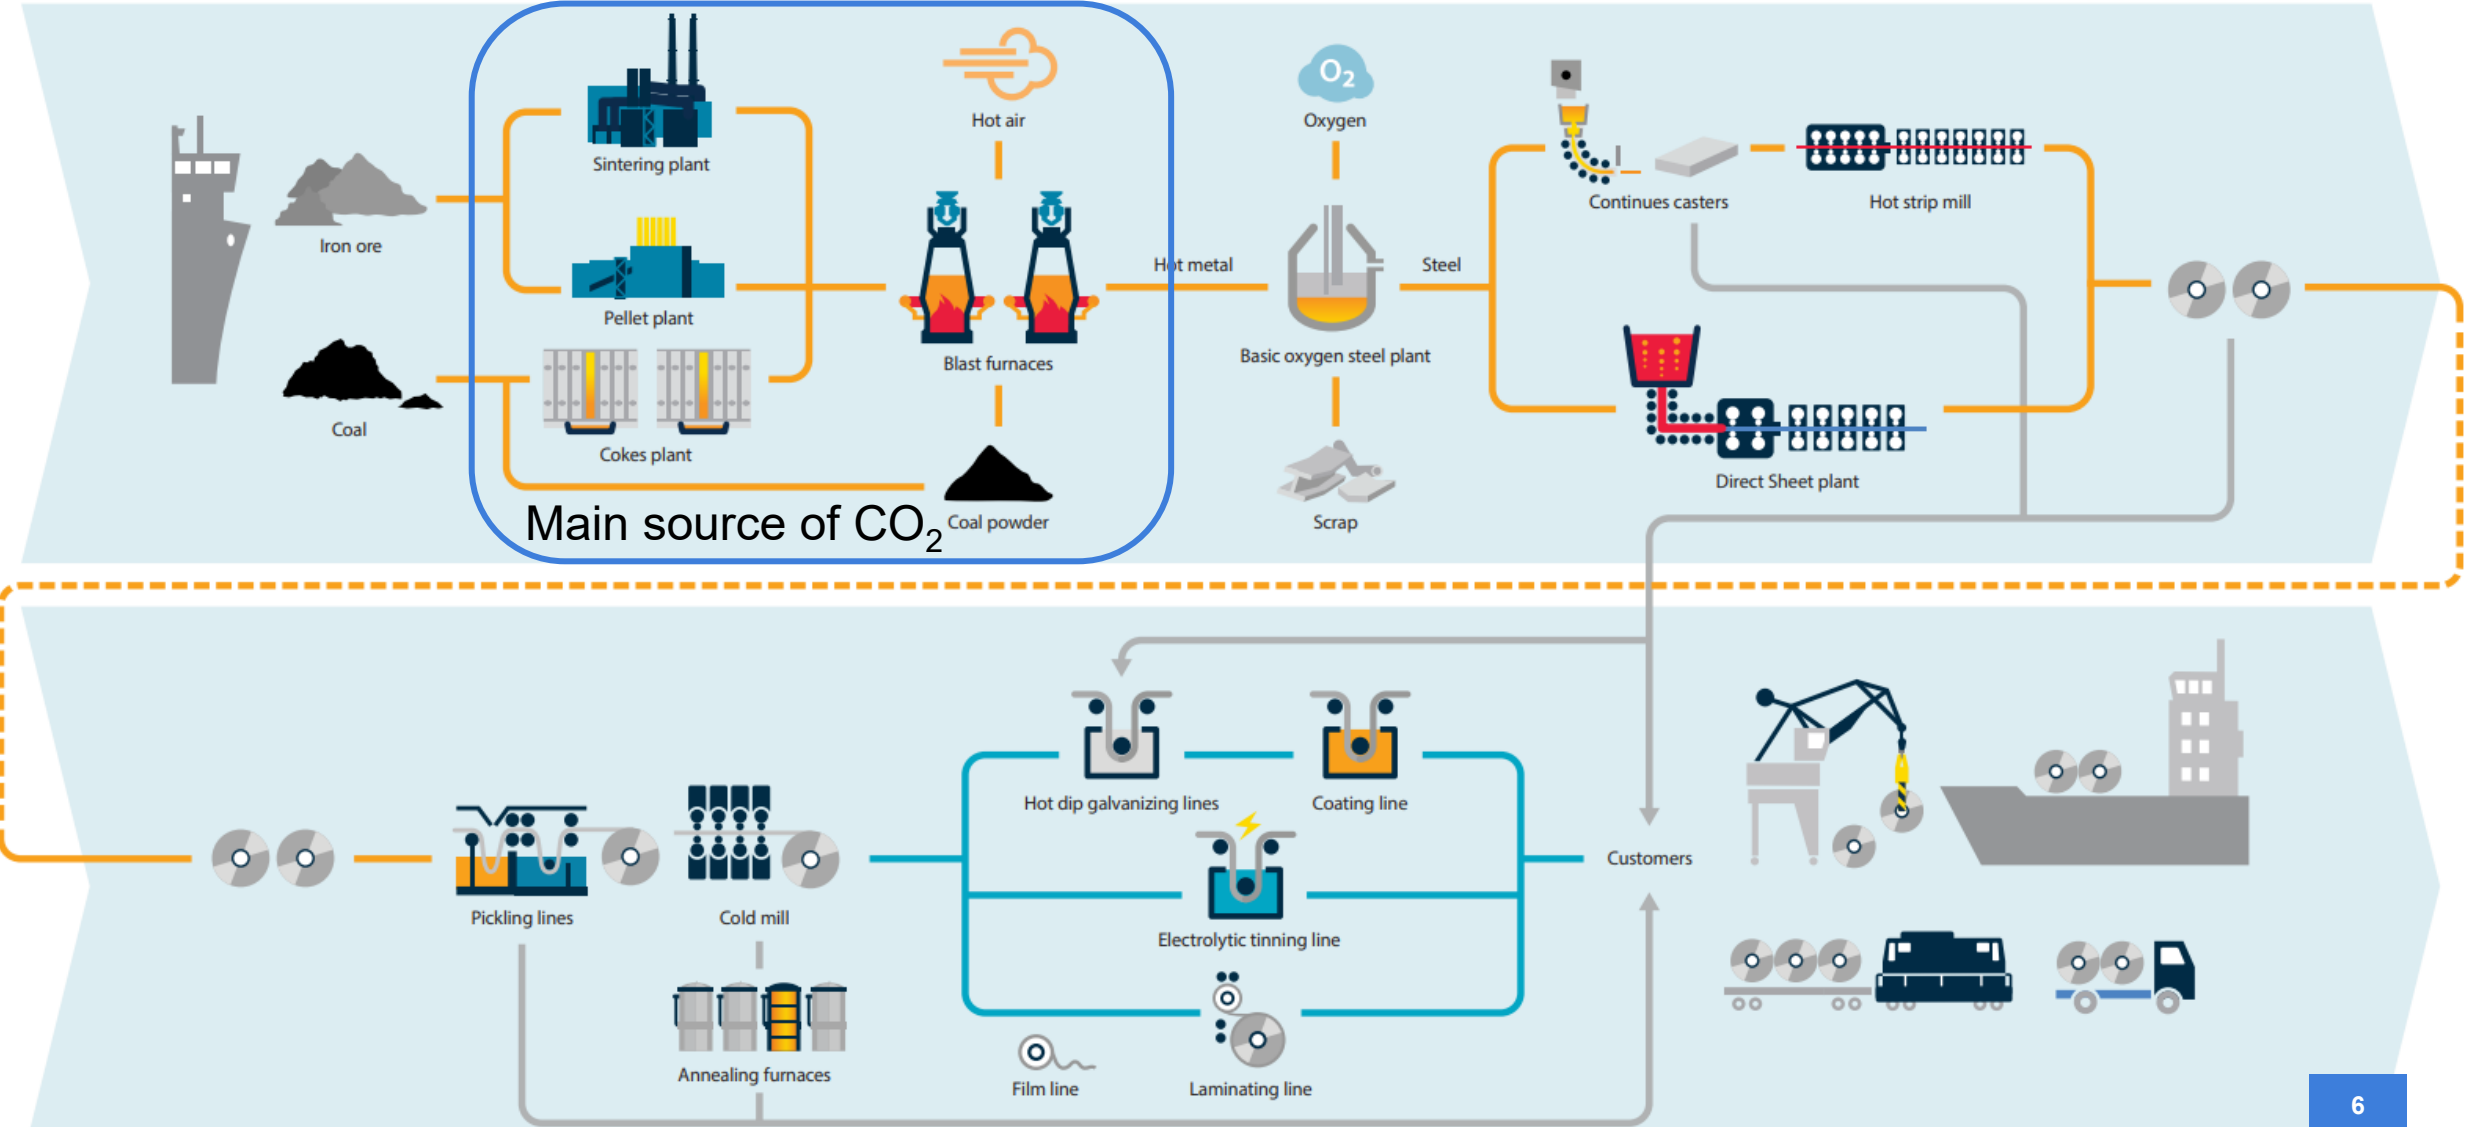 Hot air
O2
Oxygen
Sintering plant
Continues casters
Hot strip mill
Iron ore
Hot metal
Steel
Pellet plant
Blast furnaces
Basic oxygen steel plant
Coal
Cokes plant
Direct Sheet plant
Main source of CO2
Coal powder
Scrap
Hot dip galvanizing lines
Coating line
Customers
Pickling lines
Cold mill
Electrolytic tinning line
Annealing furnaces
Film line
Laminating line
6